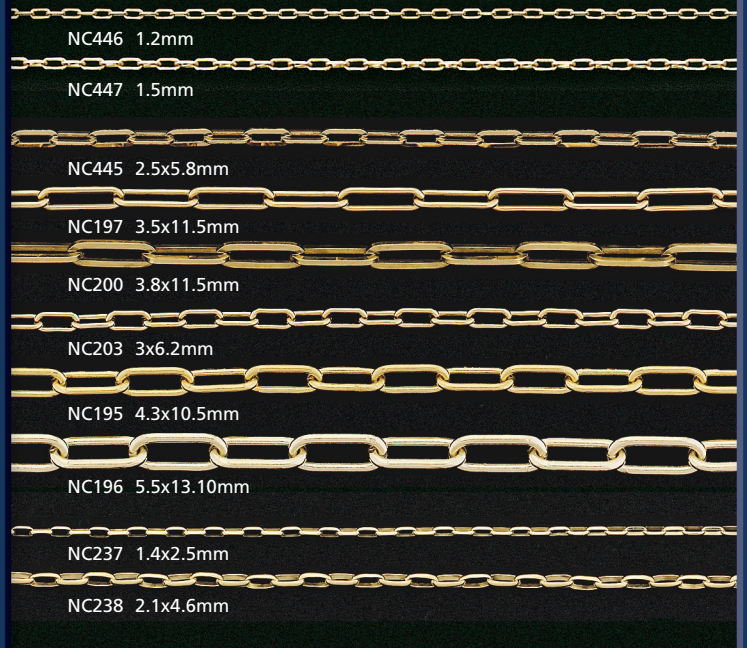 NC446 1.2mm
NC447 1.5mm
NC445 2.5x5.8mm
NC197 3.5x11.5mm
NC200 3.8x11.5mm
NC203 3x6.2mm
NC195 4.3x10.5mm
NC196 5.5x13.10mm
NC237 1.4x2.5mm
NC238 2.1x4.6mm